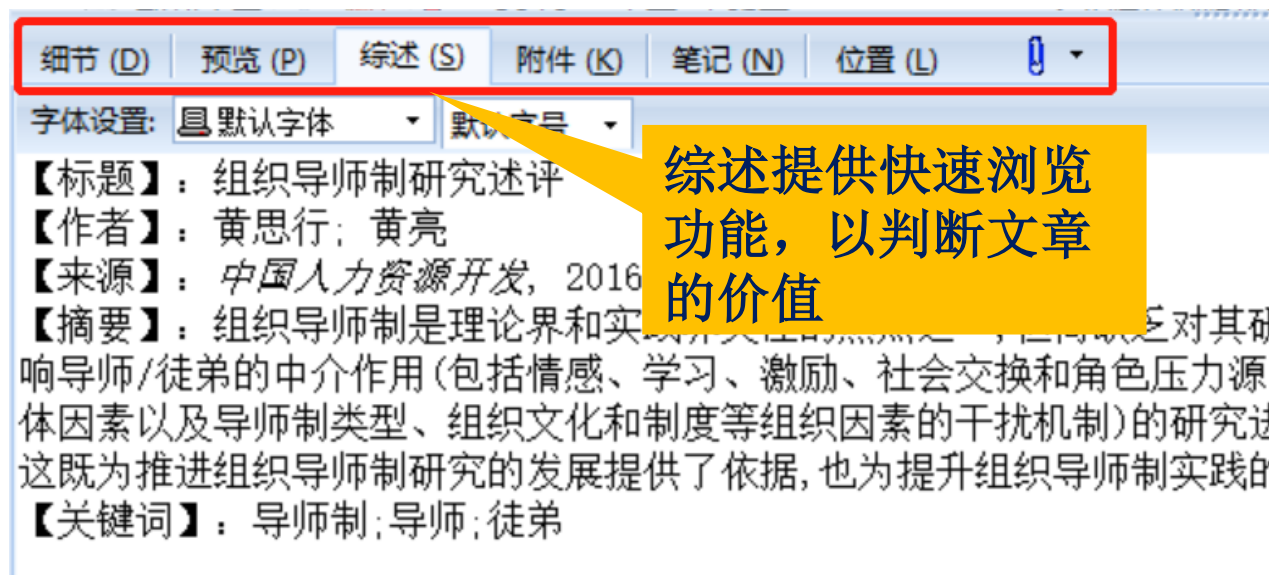 细节 (D) 预览 (P) 综述 (S) 附件 (K) 笔记 (N) 位置 (L)
字体设置: 默认字体 默认字号
综述提供快速浏览
功能，以判断文章
的价值
【标题】: 组织导师制研究述评
【作者】: 黄思行; 黄亮
【来源】: 中国人力资源开发, 2016
【摘要】: 组织导师制是理论界和实 乏对其研
响导师/徒弟的中介作用(包括情感、学习、激励、社会交换和角色压力源
体因素以及导师制类型、组织文化和制度等组织因素的干扰机制)的研究进
这既为推进组织导师制研究的发展提供了依据,也为提升组织导师制实践的
【关键词】: 导师制;导师;徒弟